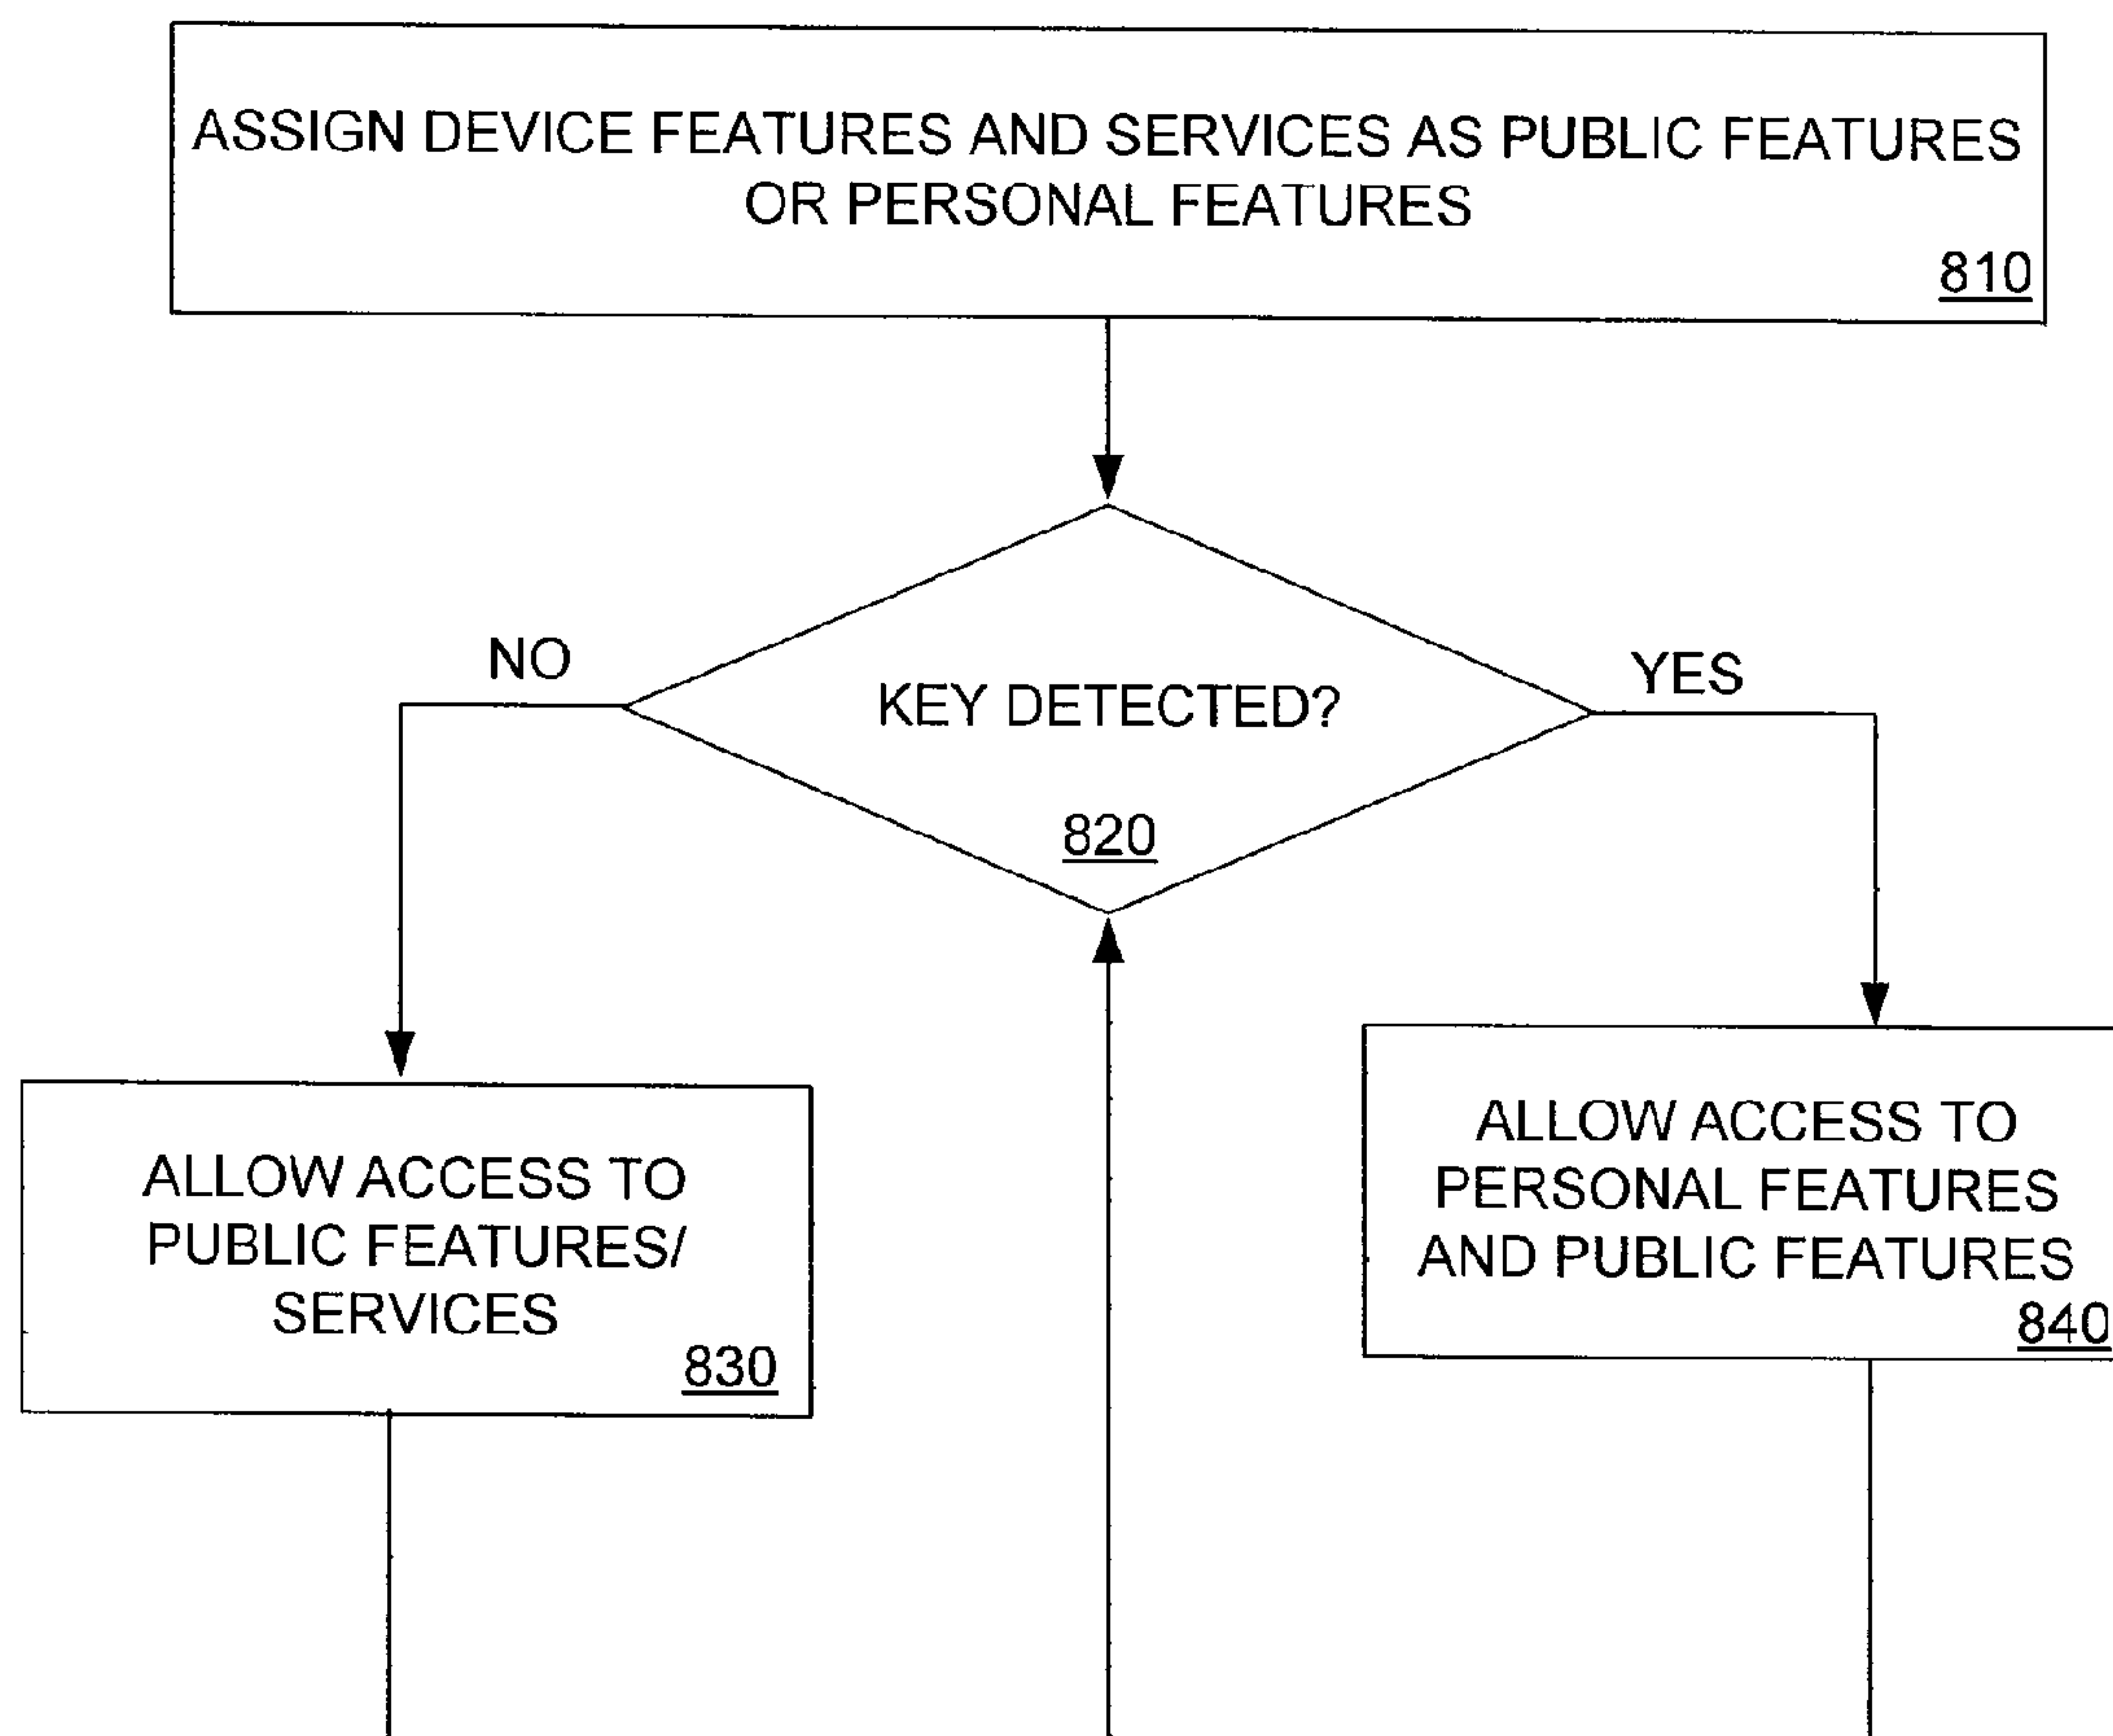 ASSIGN DEVICE FEATURES AND SERVICES AS PUBLIC FEATURES
OR PERSONAL FEATURES
810
NO
YES
KEY DETECTED?
820
ALLOW ACCESS TO
PUBLIC FEATURES/
SERVICES
830
ALLOW ACCESS TO
PERSONAL FEATURES
AND PUBLIC FEATURES
840